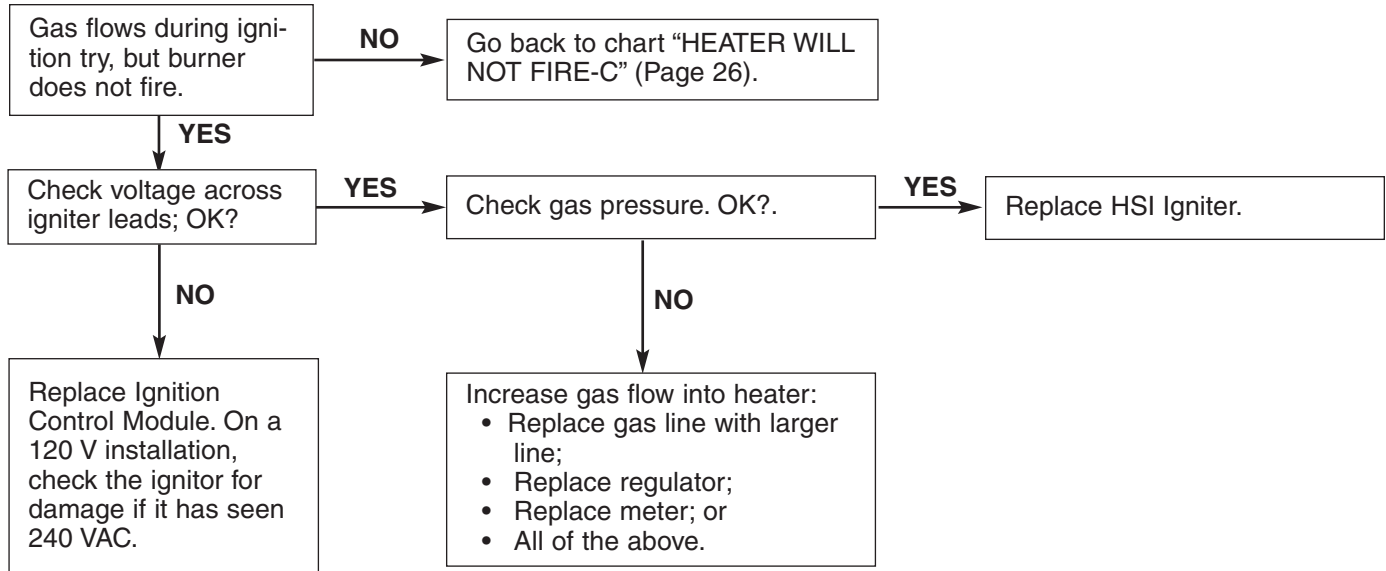 Gas flows during igni-
tion try, but burner
does not fire.
NO
Go back to chart “HEATER WILL
NOT FIRE-C” (Page 26).
YES
Check voltage across
igniter leads; OK?
YES
Check gas pressure. OK?.
YES
Replace HSI Igniter.
NO
NO
Replace Ignition
Control Module. On a
120 V installation,
check the ignitor for
damage if it has seen
240 VAC.
Increase gas flow into heater:
• Replace gas line with larger
line;
• Replace regulator;
• Replace meter; or
• All of the above.